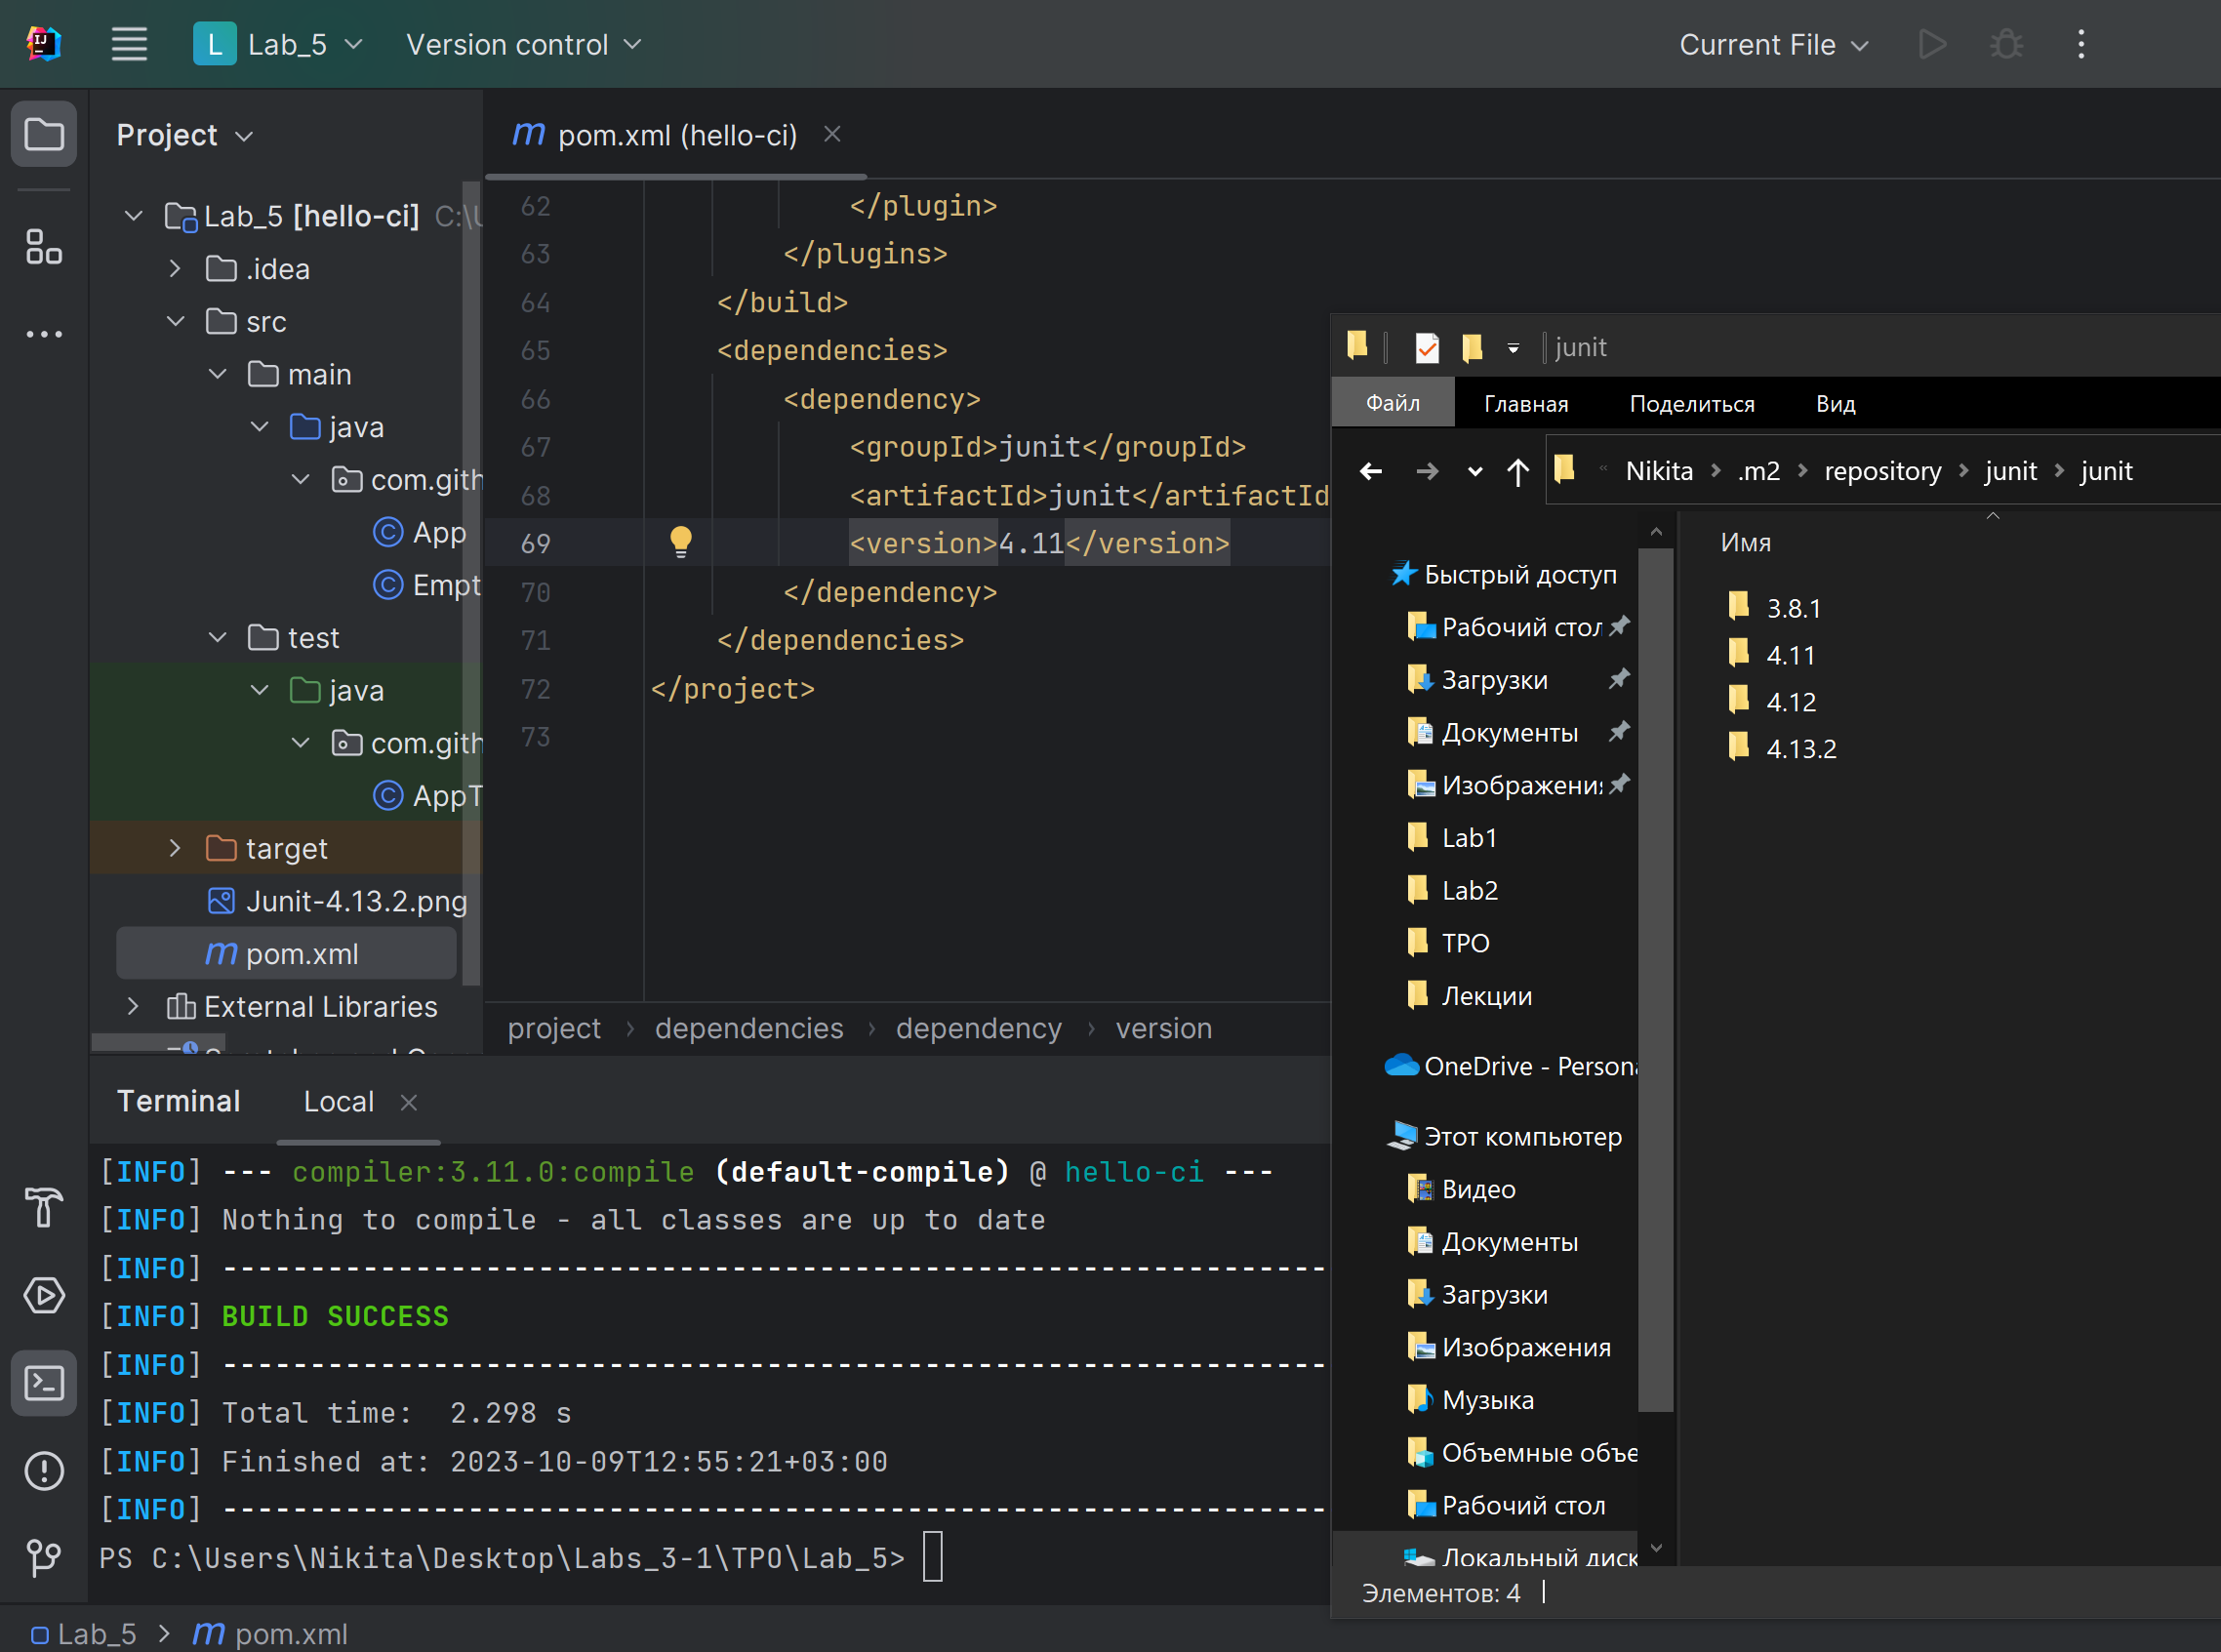 L Lab_5 Version control Current File
Project
pom.xml (hello-ci)
Lab_5 [hello-ci] C:\U
.idea
src
main
java
com.gith
App
Empt
test
java
com.gith
AppT
target
Junit-4.13.2.png
m pom.xml
External Libraries
62 </plugin>
63 </plugins>
64 </build>
65 <dependencies>
66 <dependency>
67 <groupId>junit</groupId>
68 <artifactId>junit</artifactId
69 <version>4.11</version>
70 </dependency>
71 </dependencies>
72 </project>
73
project › dependencies › dependency › version
Terminal Local
[INFO] --- compiler:3.11.0:compile (default-compile) @ hello-ci ---
[INFO] Nothing to compile - all classes are up to date
[INFO] ---------------------------------------------------------------
[INFO] BUILD SUCCESS
[INFO] ---------------------------------------------------------------
[INFO] Total time:  2.298 s
[INFO] Finished at: 2023-10-09T12:55:21+03:00
[INFO] ---------------------------------------------------------------
PS C:\Users\Nikita\Desktop\Labs_3-1\TPO\Lab_5>
Lab_5 > m pom.xml
junit
Файл Главная Поделиться Вид
« Nikita > .m2 > repository > junit > junit
Быстрый доступ
Рабочий стол
Загрузки
Документы
Изображени
Lab1
Lab2
ТРО
Лекции
OneDrive - Persona
Этот компьютер
Видео
Документы
Загрузки
Изображения
Музыка
Объемные объе
Рабочий стол
Локальный диск
Имя
3.8.1
4.11
4.12
4.13.2
Элементов: 4